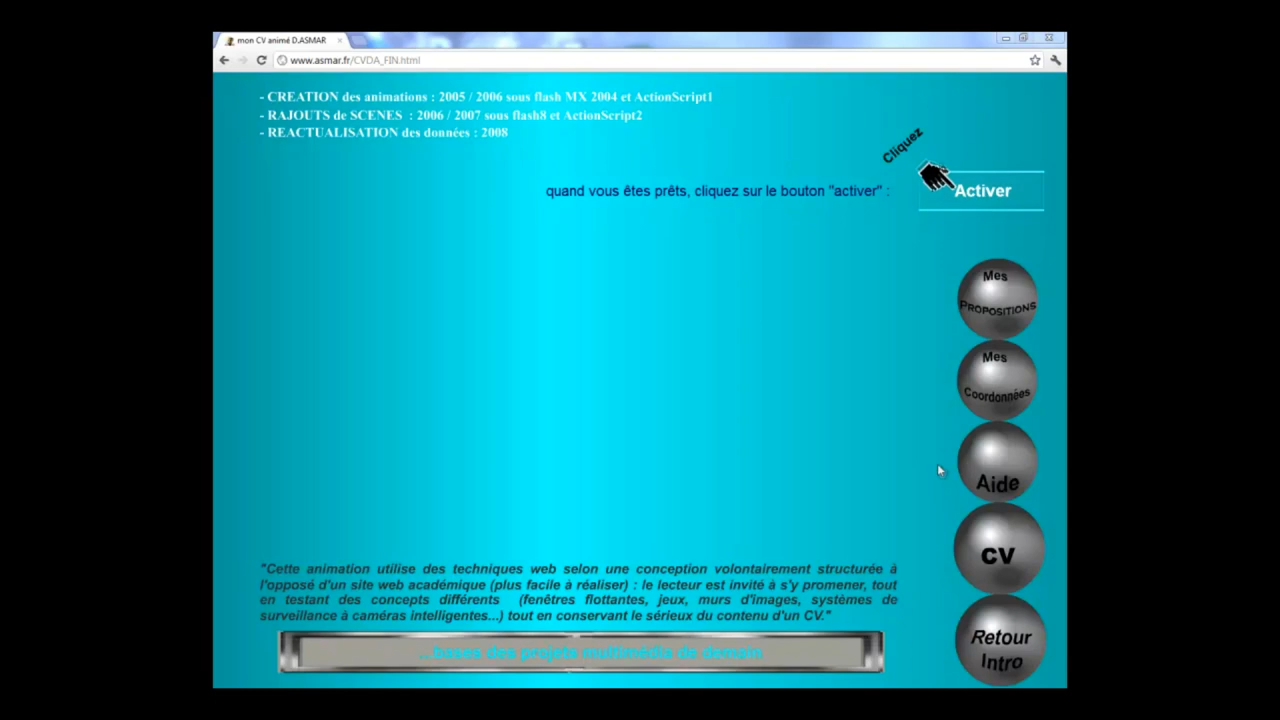 mon CV animé D.ASMAR
www.asmar.fr/CVDA_FIN.html
- CREATION des animations : 2005 / 2006 sous flash MX 2004 et ActionScript1
- RAJOUTS de SCENES : 2006 / 2007 sous flash8 et ActionScript2
- REACTUALISATION des données : 2008
Cliquez
quand vous êtes prêts, cliquez sur le bouton "activer" :
Activer
Mes
PROPOSITIONS
Mes
Coordonnées
Aide
CV
"Cette animation utilise des techniques web selon une conception volontairement structurée à
l'opposé d'un site web académique (plus facile à réaliser) : le lecteur est invité à s'y promener, tout
en testant des concepts différents (fenêtres flottantes, jeux, murs d'images, systèmes de
surveillance à caméras intelligentes...) tout en conservant le sérieux du contenu d'un CV."
...bases des projets multimédia de demain
Retour
Intro